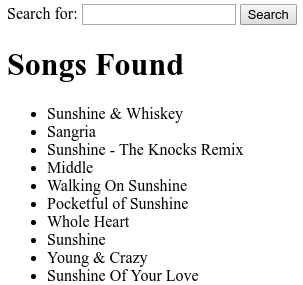 Search for: Search
Songs Found
Sunshine & Whiskey
Sangria
Sunshine - The Knocks Remix
Middle
Walking On Sunshine
Pocketful of Sunshine
Whole Heart
Sunshine
Young & Crazy
Sunshine Of Your Love